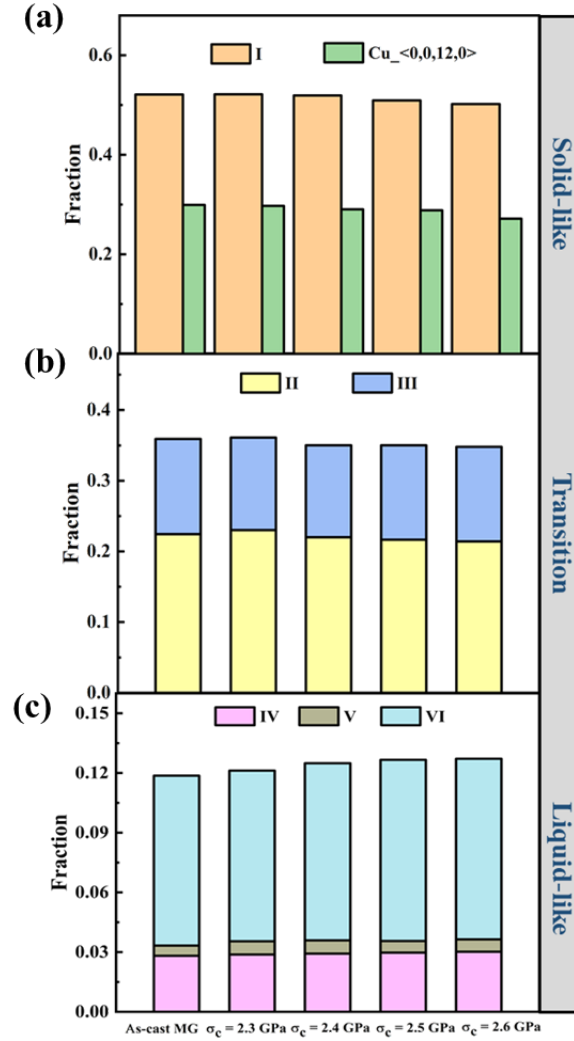 (a)
I
Cu_<0,0,12,0>
0.6
0.4
0.2
0.0
Fraction
Solid-like
(b)
II
III
0.4
0.3
0.2
0.1
0.0
Fraction
Transition
(c)
IV
V
VI
0.15
0.12
0.09
0.06
0.03
0.00
Fraction
Liquid-like
As-cast MG σc = 2.3 GPa σc = 2.4 GPa σc = 2.5 GPa σc = 2.6 GPa